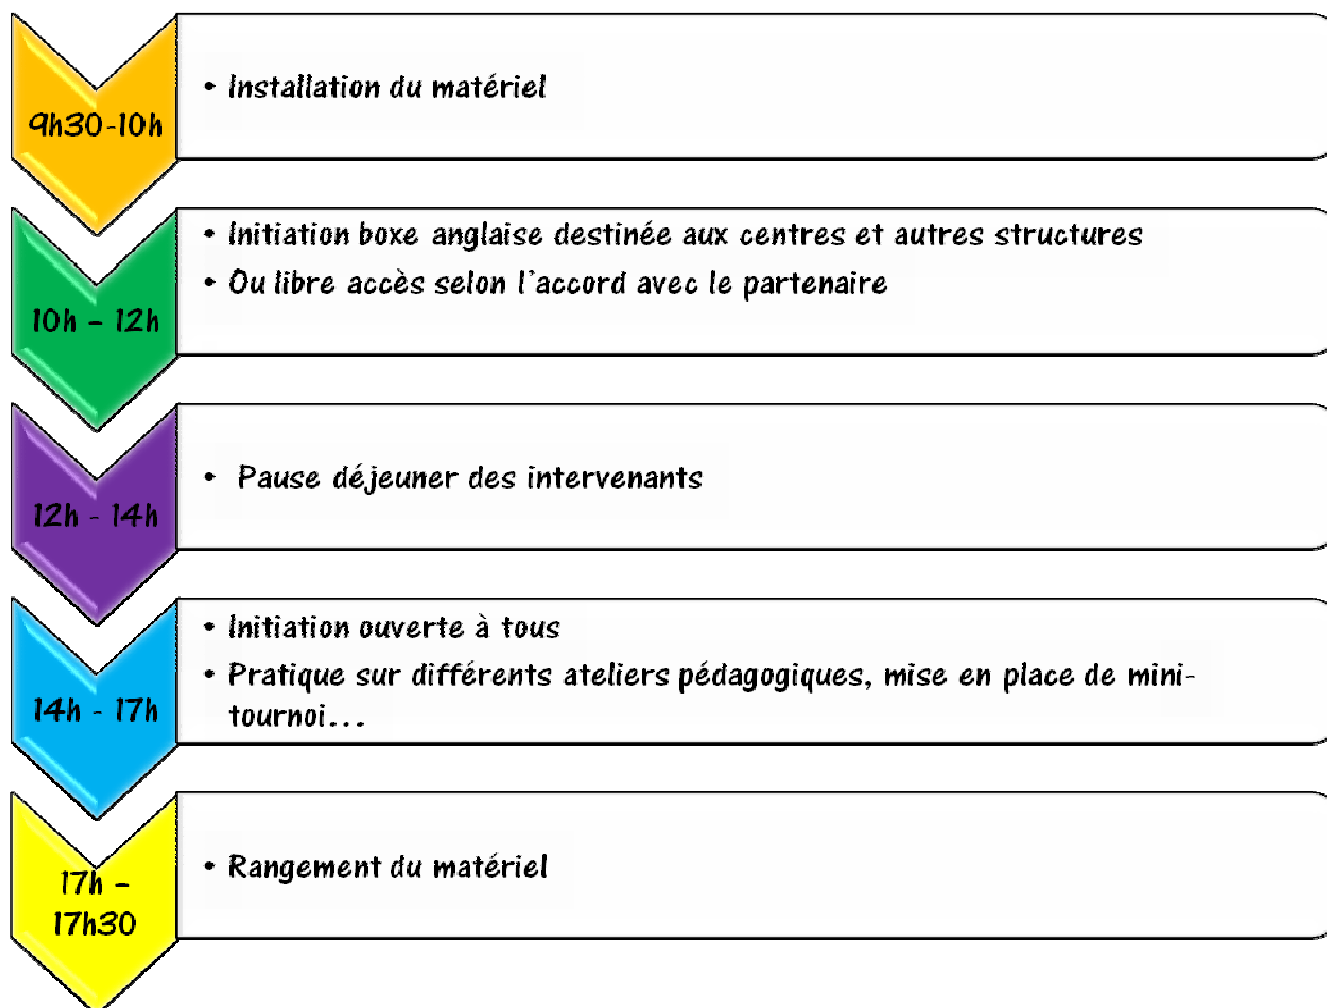 9h30-10h
• Installation du matériel
10h – 12h
• Initiation boxe anglaise destinée aux centres et autres structures
• Ou libre accès selon l'accord avec le partenaire
12h - 14h
• Pause déjeuner des intervenants
14h - 17h
• Initiation ouverte à tous
• Pratique sur différents ateliers pédagogiques, mise en place de mini-
tournoi...
17h –
17h30
• Rangement du matériel